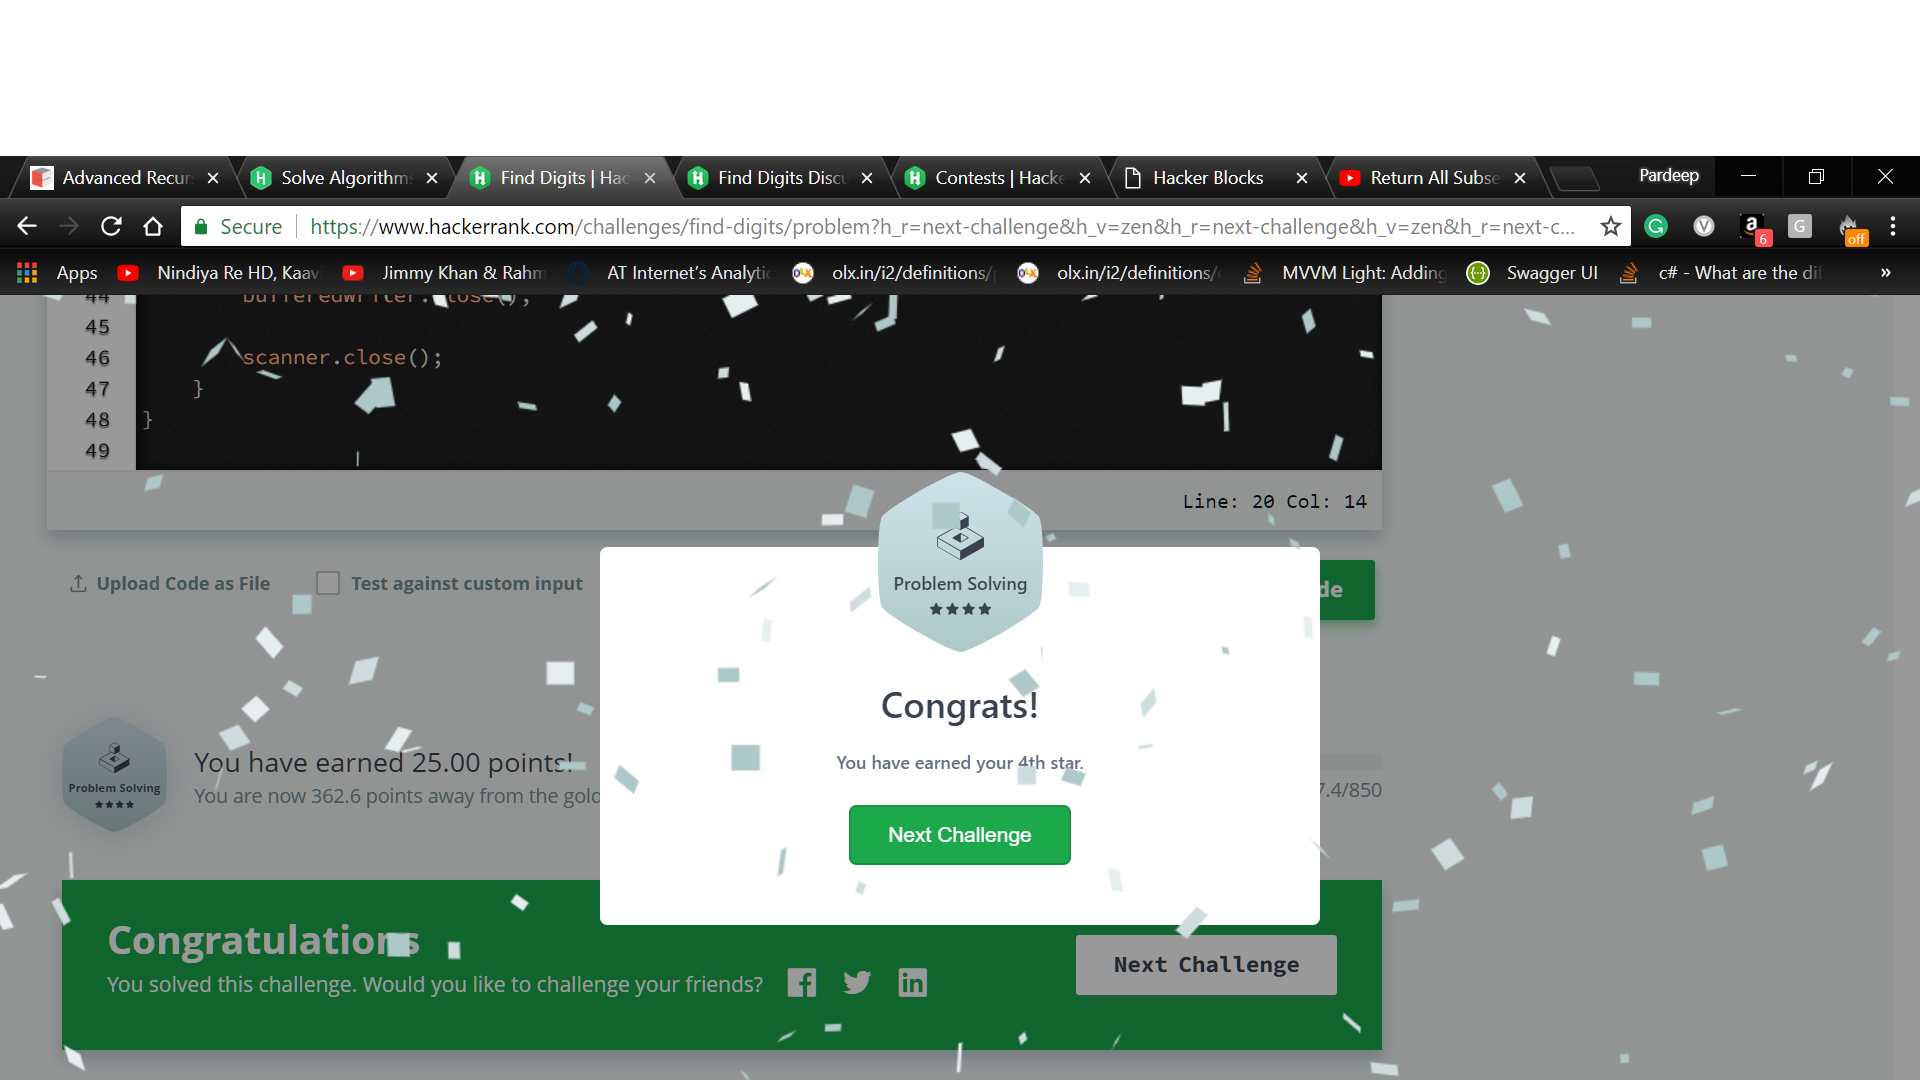 Advanced Recur
Solve Algorithms
Find Digits | Hac
Find Digits Discu
Contests | Hacke
Hacker Blocks
Return All Subse
Pardeep
Secure
https://www.hackerrank.com/challenges/find-digits/problem?h_r=next-challenge&h_v=zen&h_r=next-challenge&h_v=zen&h_r=next-c...
a
6
G
off
Apps
Nindiya Re HD, Kaav
Jimmy Khan & Rahm
AT Internet's Analytic
olx.in/i2/definitions/
olx.in/i2/definitions/
MVVM Light: Adding
Swagger UI
c# - What are the dif
»
44 bufferedWriter.close();
45
46 scanner.close();
47 }
48 }
49
Line: 20 Col: 14
Upload Code as File
Test against custom input
de
Problem Solving
Congrats!
You have earned your 4th star.
Next Challenge
Problem Solving
You have earned 25.00 points!
You are now 362.6 points away from the gold
7.4/850
Congratulations
You solved this challenge. Would you like to challenge your friends?
Next Challenge